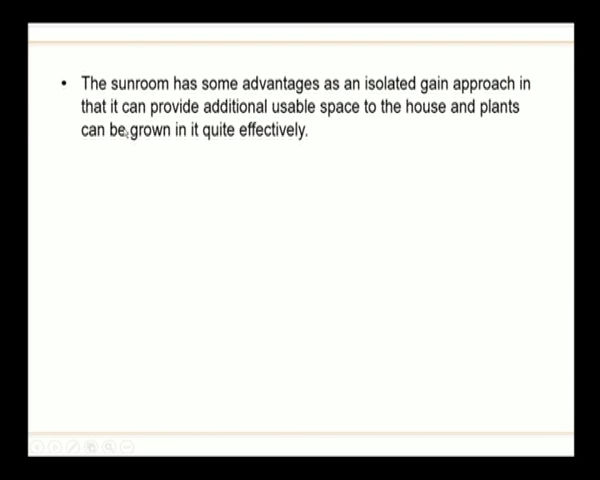 • The sunroom has some advantages as an isolated gain approach in
that it can provide additional usable space to the house and plants
can be grown in it quite effectively.